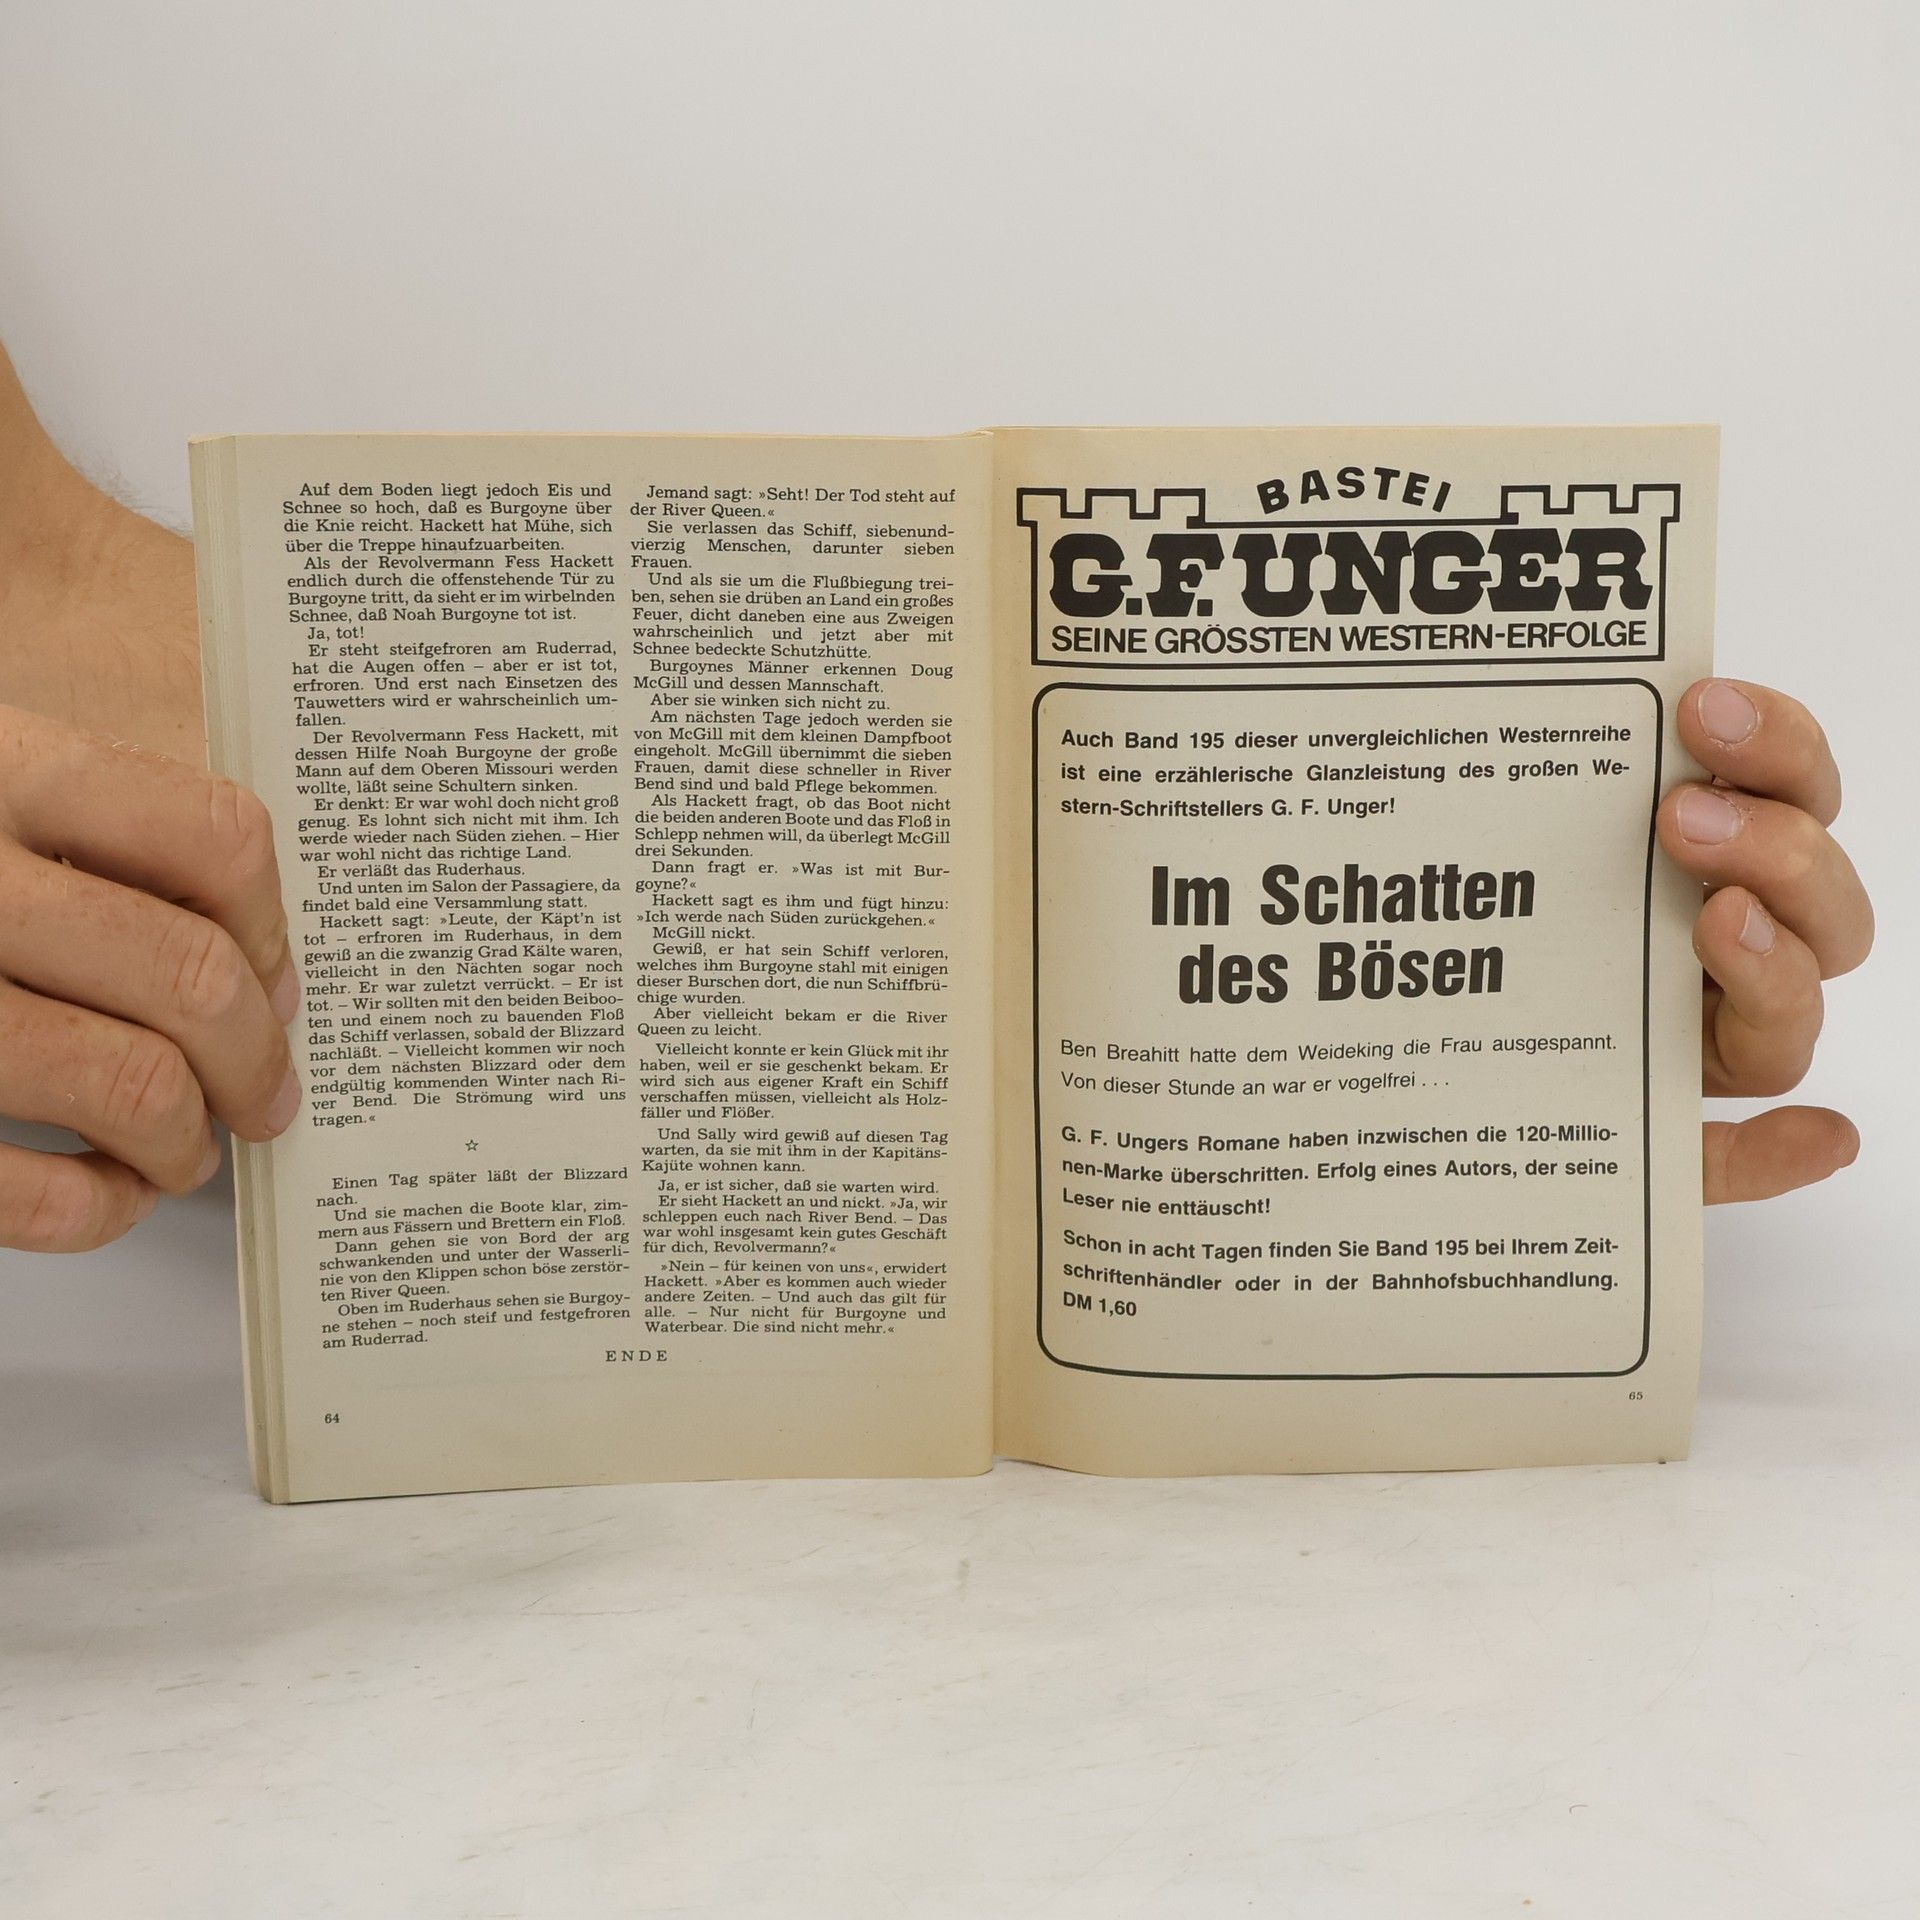 Auf dem Boden liegt jedoch Eis und
Schnee so hoch, daß es Burgoyne über
die Knie reicht. Hackett hat Mühe, sich
über die Treppe hinaufzuarbeiten.
Als der Revolvermann Fess Hackett
endlich durch die offenstehende Tür zu
Burgoyne tritt, da sieht er im wirbelnden
Schnee, daß Noah Burgoyne tot ist.
Ja, tot!
Er steht steifgefroren am Ruderrad,
hat die Augen offen – aber er ist tot,
erfroren. Und erst nach Einsetzen des
Tauwetters wird er wahrscheinlich um-
fallen.
Der Revolvermann Fess Hackett, mit
dessen Hilfe Noah Burgoyne der große
Mann auf dem Oberen Missouri werden
wollte, läßt seine Schultern sinken.
Er denkt: Er war wohl doch nicht groß
genug. Es lohnt sich nicht mit ihm. Ich
werde wieder nach Süden ziehen. – Hier
war wohl nicht das richtige Land.
Er verläßt das Ruderhaus.
Und unten im Salon der Passagiere, da
findet bald eine Versammlung statt.
Hackett sagt: »Leute, der Käpt'n ist
tot – erfroren im Ruderhaus, in dem
gewiß an die zwanzig Grad Kälte waren,
vielleicht in den Nächten sogar noch
mehr. Er war zuletzt verrückt. – Er ist
tot. – Wir sollten mit den beiden Beiboo-
ten und einem noch zu bauenden Floß
das Schiff verlassen, sobald der Blizzard
nachläßt. – Vielleicht kommen wir noch
vor dem nächsten Blizzard oder dem
endgültig kommenden Winter nach Ri-
ver Bend. Die Strömung wird uns
tragen.«
☆
Einen Tag später läßt der Blizzard
nach.
Und sie machen die Boote klar, zim-
mern aus Fässern und Brettern ein Floß.
Dann gehen sie von Bord der arg
schwankenden und unter der Wasserli-
nie von den Klippen schon böse zerstör-
ten River Queen.
Oben im Ruderhaus sehen sie Burgoy-
ne stehen – noch steif und festgefroren
am Ruderrad.
Jemand sagt: »Seht! Der Tod steht auf
der River Queen.«
Sie verlassen das Schiff, siebenund-
vierzig Menschen, darunter sieben
Frauen.
Und als sie um die Flußbiegung trei-
ben, sehen sie drüben an Land ein großes
Feuer, dicht daneben eine aus Zweigen
wahrscheinlich und jetzt aber mit
Schnee bedeckte Schutzhütte.
Burgoynes Männer erkennen Doug
McGill und dessen Mannschaft.
Aber sie winken sich nicht zu.
Am nächsten Tage jedoch werden sie
von McGill mit dem kleinen Dampfboot
eingeholt. McGill übernimmt die sieben
Frauen, damit diese schneller in River
Bend sind und bald Pflege bekommen.
Als Hackett fragt, ob das Boot nicht
die beiden anderen Boote und das Floß in
Schlepp nehmen will, da überlegt McGill
drei Sekunden.
Dann fragt er. »Was ist mit Bur-
goyne?«
Hackett sagt es ihm und fügt hinzu:
»Ich werde nach Süden zurückgehen.«
McGill nickt.
Gewiß, er hat sein Schiff verloren,
welches ihm Burgoyne stahl mit einigen
dieser Burschen dort, die nun Schiffbrü-
chige wurden.
Aber vielleicht bekam er die River
Queen zu leicht.
Vielleicht konnte er kein Glück mit ihr
haben, weil er sie geschenkt bekam. Er
wird sich aus eigener Kraft ein Schiff
verschaffen müssen, vielleicht als Holz-
fäller und Flößer.
Und Sally wird gewiß auf diesen Tag
warten, da sie mit ihm in der Kapitäns-
Kajüte wohnen kann.
Ja, er ist sicher, daß sie warten wird.
Er sieht Hackett an und nickt. »Ja, wir
schleppen euch nach River Bend. – Das
war wohl insgesamt kein gutes Geschäft
für dich, Revolvermann?«
»Nein – für keinen von uns«, erwidert
Hackett. »Aber es kommen auch wieder
andere Zeiten. – Und auch das gilt für
alle. – Nur nicht für Burgoyne und
Waterbear. Die sind nicht mehr.«
ENDE
64
BASTEI
G.F. UNGER
SEINE GRÖSSTEN WESTERN-ERFOLGE
Auch Band 195 dieser unvergleichlichen Westernreihe
ist eine erzählerische Glanzleistung des großen We-
stern-Schriftstellers G. F. Unger!
Im Schatten
des Bösen
Ben Breahitt hatte dem Weideking die Frau ausgespannt.
Von dieser Stunde an war er vogelfrei . . .
G. F. Ungers Romane haben inzwischen die 120-Millio-
nen-Marke überschritten. Erfolg eines Autors, der seine
Leser nie enttäuscht!
Schon in acht Tagen finden Sie Band 195 bei Ihrem Zeit-
schriftenhändler oder in der Bahnhofsbuchhandlung.
DM 1,60
65